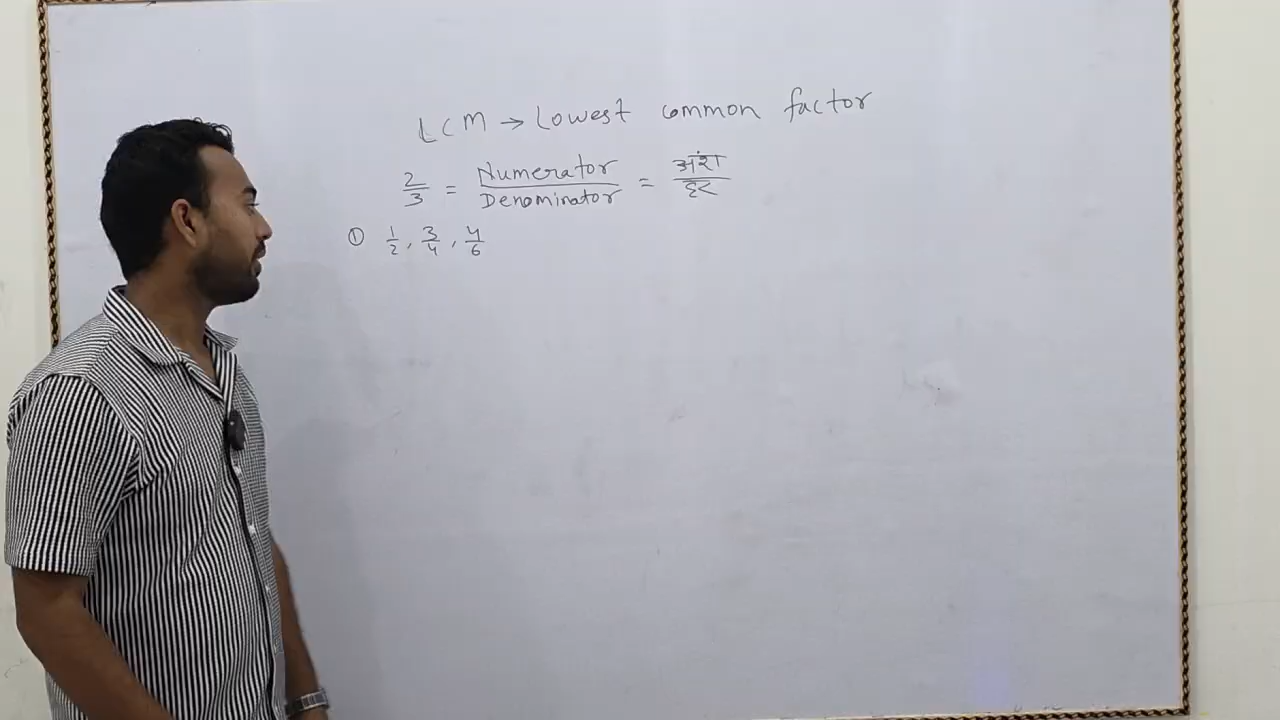 LCM → Lowest common factor
2/3 = Numerator/Denominator = अंश/हर
① 1/2, 3/4, 4/6